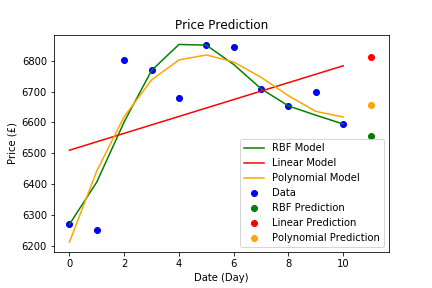 Price Prediction
Price (£)
6800
6700
6600
6500
6400
6300
6200
RBF Model
Linear Model
Polynomial Model
Data
RBF Prediction
Linear Prediction
Polynomial Prediction
0 2 4 6 8 10
Date (Day)